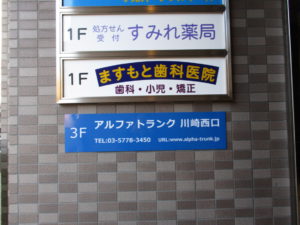 1F 処方せん受付 すみれ薬局
1F ますもと歯科医院
歯科・小児・矯正
3F アルファトランク 川崎西口
TEL:03-5776-3450 URL:www.alpha-trunk.jp